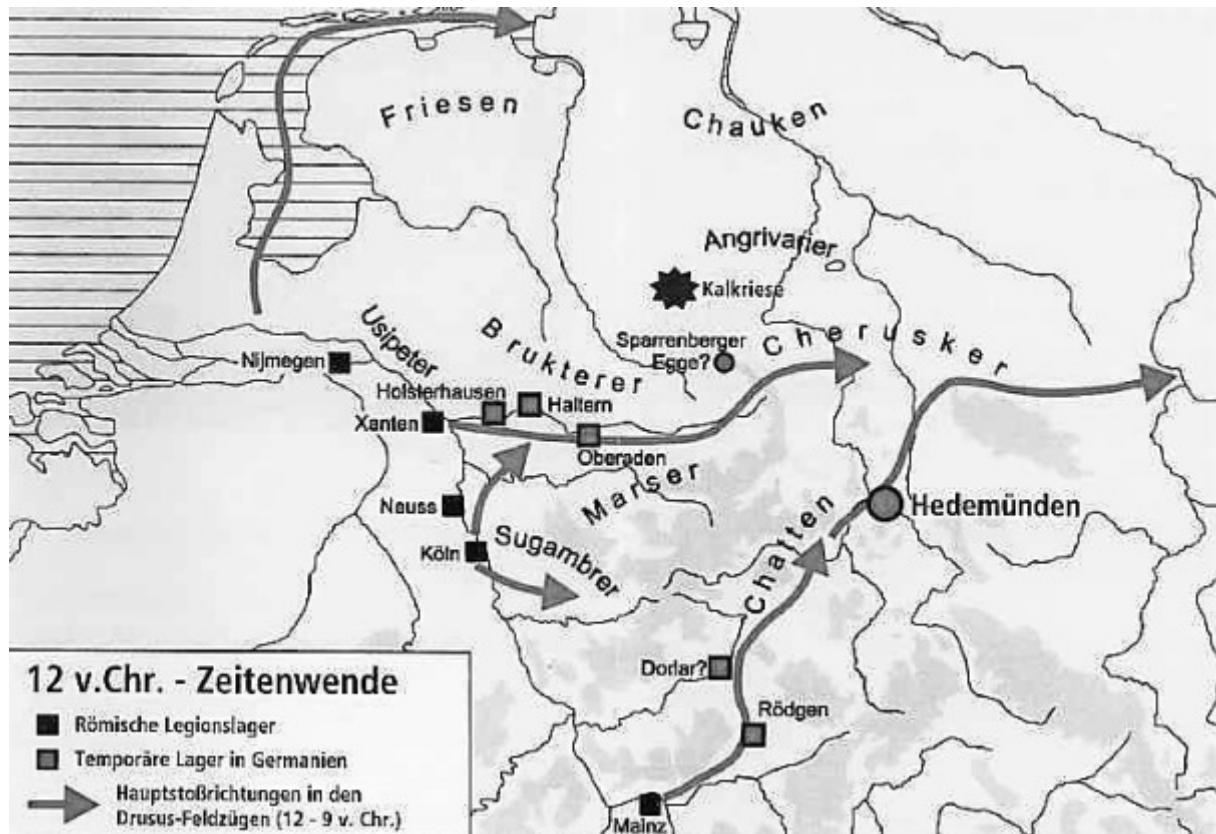 Friesen
Chauken
Angrivarier
Kalkriese
Usipeter
Brukterer
Sparrenberger
Egge?
Cherusker
Nijmegen
Holsterhausen
Haltern
Xanten
Oberaden
Marser
Neuss
Sugambrer
Köln
Chatten
Hedemünden
Dorlar?
Rödgen
Mainz
12 v.Chr. - Zeitenwende
Römische Legionslager
Temporäre Lager in Germanien
Hauptstoßrichtungen in den
Drusus-Feldzügen (12 - 9 v. Chr.)